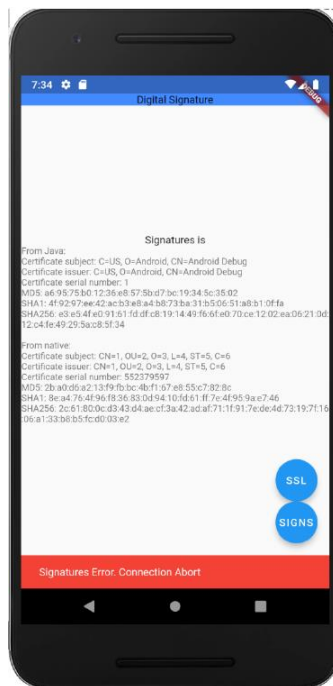 7:34
DEBUG
Digital Signature
Signatures is
From Java:
Certificate subject: C=US, O=Android, CN=Android Debug
Certificate issuer: C=US, O=Android, CN=Android Debug
Certificate serial number: 1
MD5: a6:95:75:b0:12:36:e8:57:5b:d7:bc:19:34:5c:35:02
SHA1: 4f:92:97:ee:42:ac:b3:e8:a4:b8:73:ba:31:b5:06:51:a8:b1:0f:fa
SHA256: e3:e5:4f:e0:91:61:fd:df:c8:19:14:49:f6:6f:e0:70:ce:12:02:ea:06:21:0d:
12:c4:fe:49:29:5a:c8:5f:34
From native:
Certificate subject: CN=1, OU=2, O=3, L=4, ST=5, C=6
Certificate issuer: CN=1, OU=2, O=3, L=4, ST=5, C=6
Certificate serial number: 552379597
MD5: 2b:a0:d6:a2:13:f9:fb:bc:4b:f1:67:e8:55:c7:82:8c
SHA1: 8e:a4:76:4f:96:f8:36:83:0d:94:10:fd:61:ff:7e:4f:95:9a:e7:46
SHA256: 2c:61:80:0c:d3:43:d4:ae:cf:3a:42:ad:af:71:1f:91:7e:de:4d:73:19:7f:16
:06:a1:33:b8:b5:fc:d0:03:e2
SSL
SIGNS
Signatures Error. Connection Abort